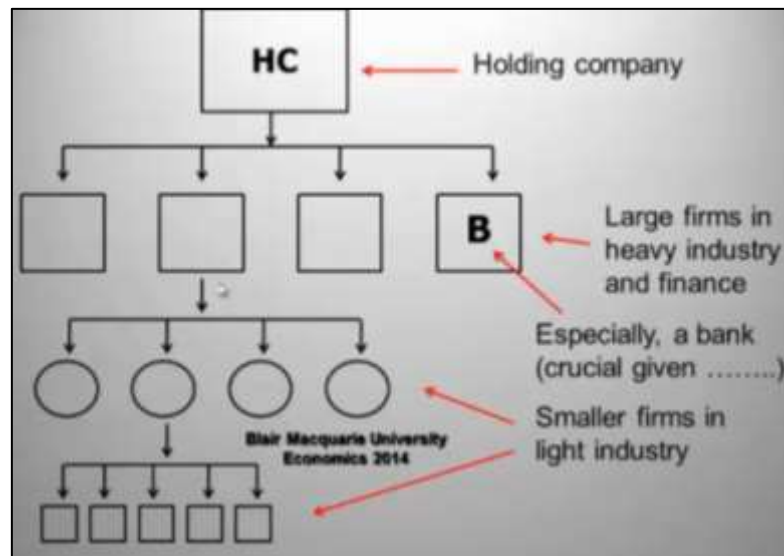 HC
Holding company
B
Large firms in
heavy industry
and finance
Especially, a bank
(crucial given ........)
Smaller firms in
light industry
Blair Macquarie University
Economics 2014